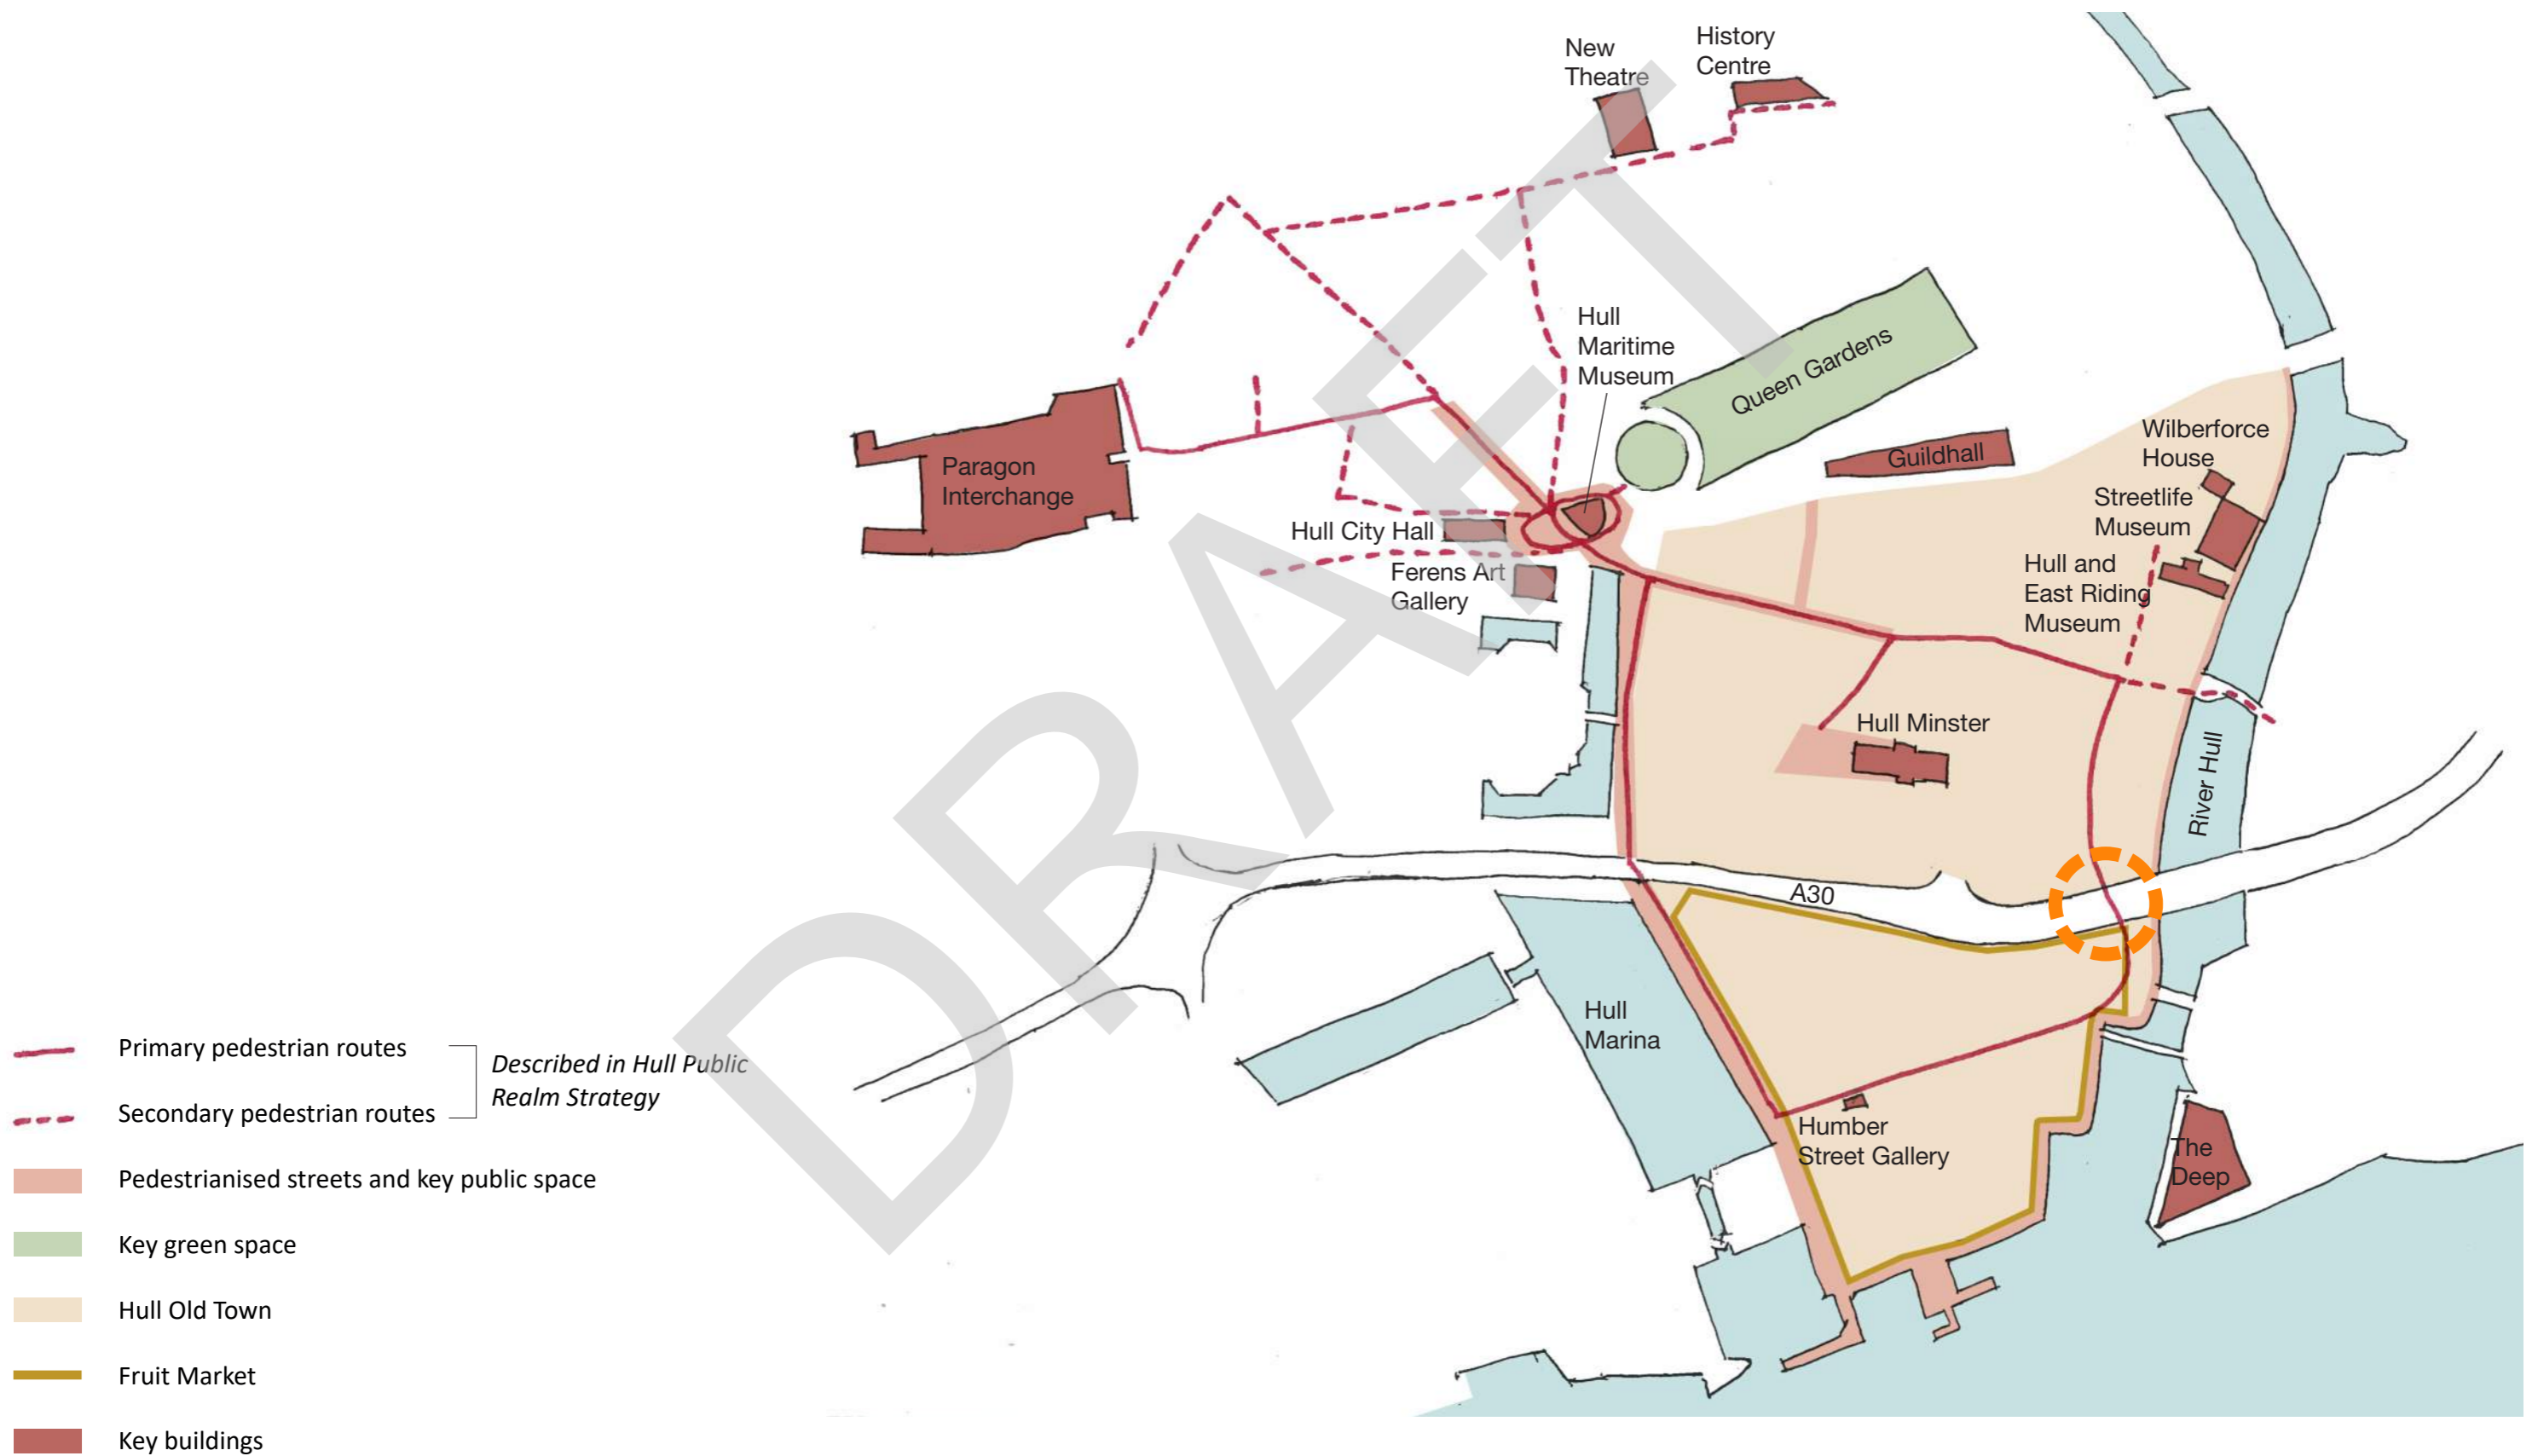 New
Theatre
History
Centre
Hull
Maritime
Museum
Queen Gardens
Guildhall
Wilberforce
House
Streetlife
Museum
Hull and
East Riding
Museum
Paragon
Interchange
Hull City Hall
Ferens Art
Gallery
Hull Minster
River Hull
A30
Hull
Marina
Humber
Street Gallery
The
Deep
DRAFT
Primary pedestrian routes
Secondary pedestrian routes
Described in Hull Public
Realm Strategy
Pedestrianised streets and key public space
Key green space
Hull Old Town
Fruit Market
Key buildings